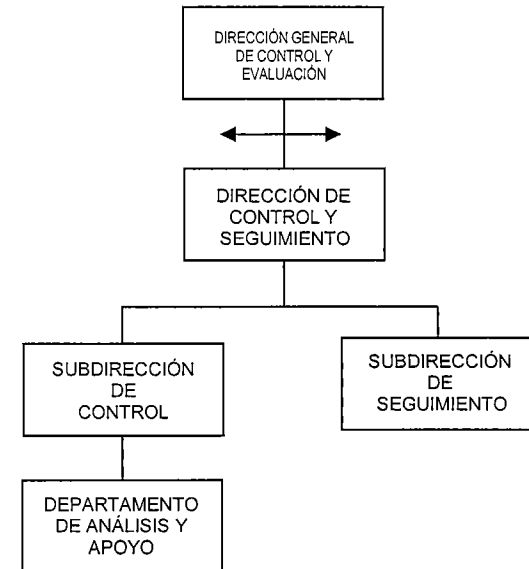 DIRECCIÓN GENERAL
DE CONTROL Y
EVALUACIÓN
DIRECCIÓN DE
CONTROL Y
SEGUIMIENTO
SUBDIRECCIÓN
DE
CONTROL
SUBDIRECCIÓN
DE
SEGUIMIENTO
DEPARTAMENTO
DE ANÁLISIS Y
APOYO